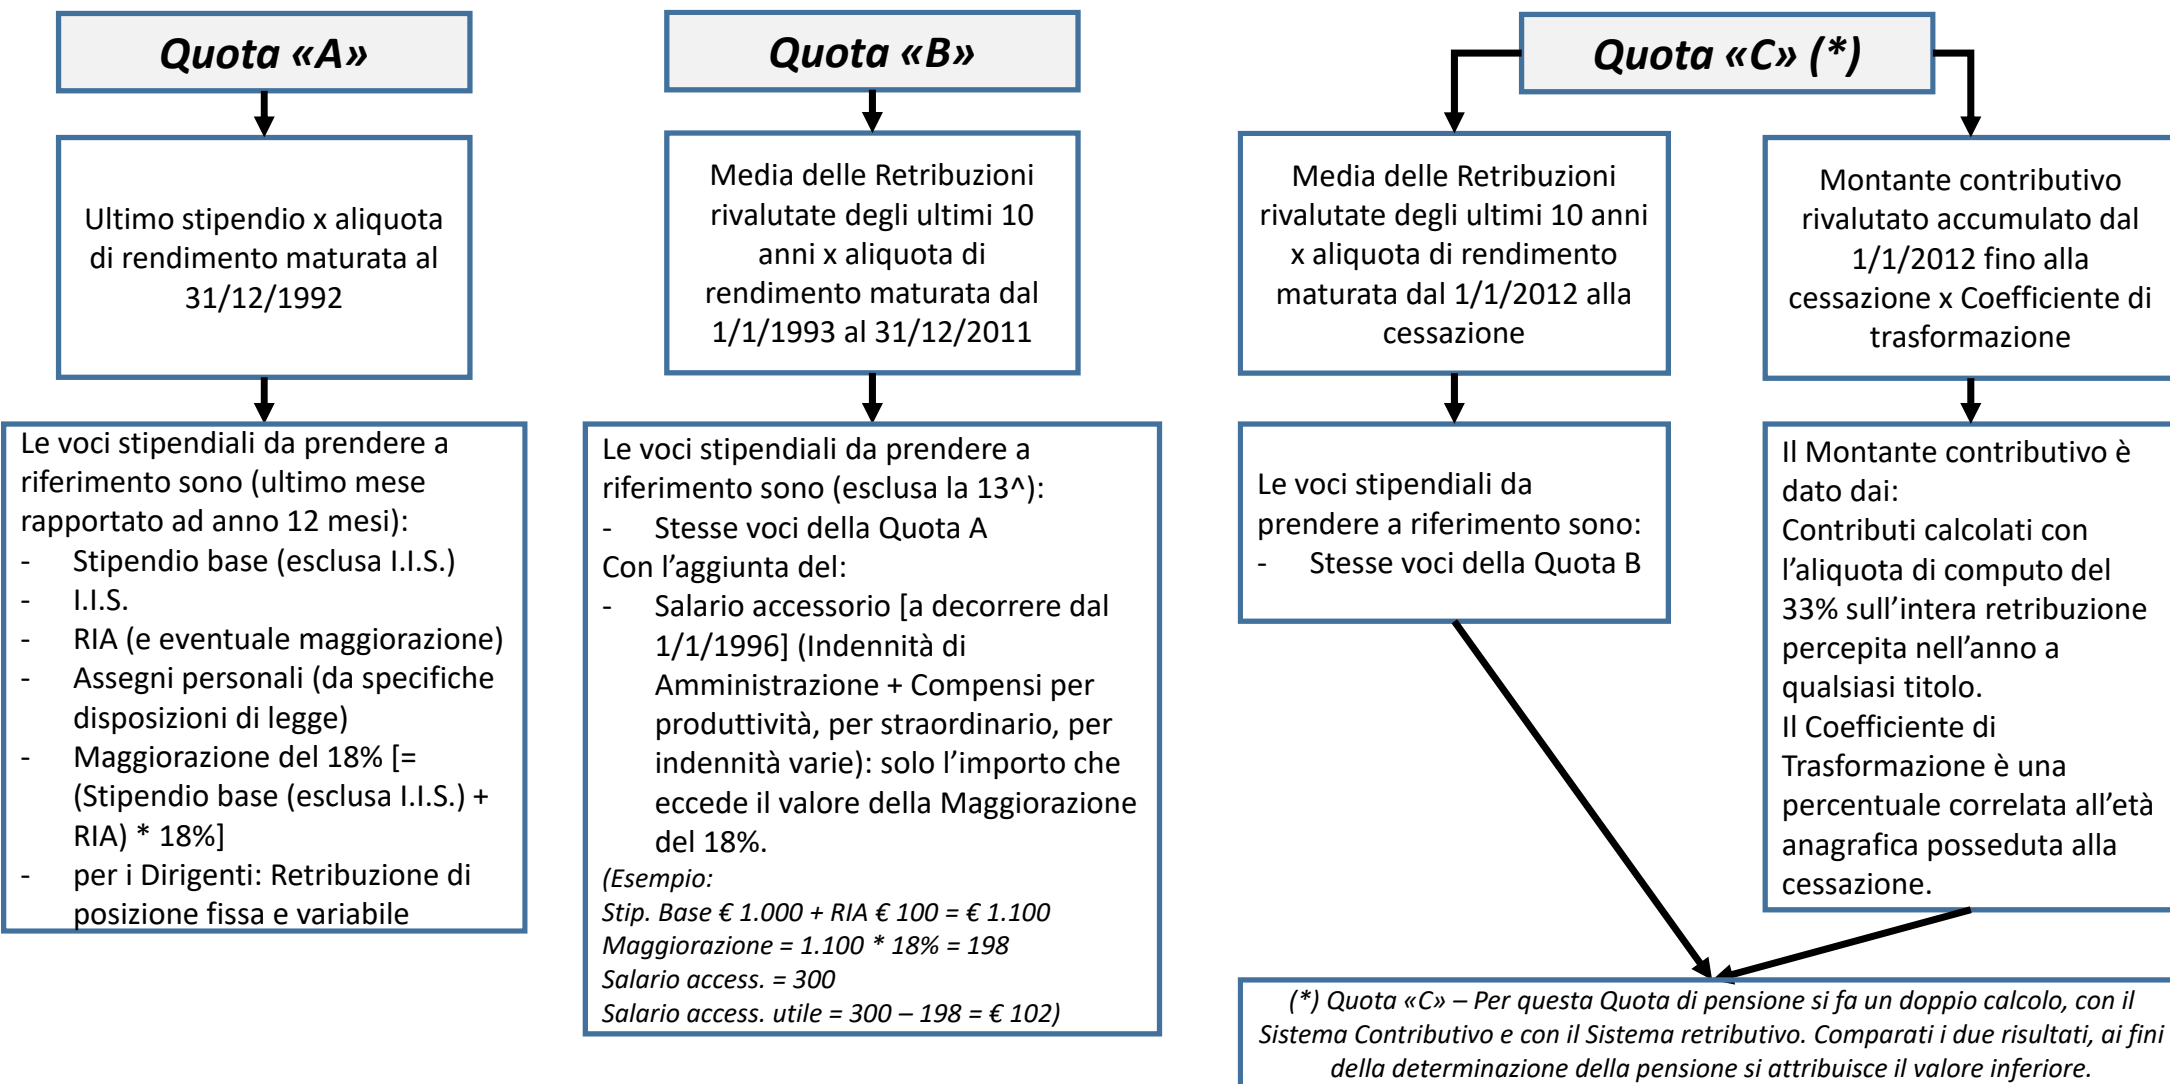 Quota «A»
Ultimo stipendio x aliquota
di rendimento maturata al
31/12/1992
Le voci stipendiali da prendere a
riferimento sono (ultimo mese
rapportato ad anno 12 mesi):
- Stipendio base (esclusa I.I.S.)
- I.I.S.
- RIA (e eventuale maggiorazione)
- Assegni personali (da specifiche
disposizioni di legge)
- Maggiorazione del 18% [=
(Stipendio base (esclusa I.I.S.) +
RIA) * 18%]
- per i Dirigenti: Retribuzione di
posizione fissa e variabile
Quota «B»
Media delle Retribuzioni
rivalutate degli ultimi 10
anni x aliquota di
rendimento maturata dal
1/1/1993 al 31/12/2011
Le voci stipendiali da prendere a
riferimento sono (esclusa la 13^):
- Stesse voci della Quota A
Con l’aggiunta del:
- Salario accessorio [a decorrere dal
1/1/1996] (Indennità di
Amministrazione + Compensi per
produttività, per straordinario, per
indennità varie): solo l’importo che
eccede il valore della Maggiorazione
del 18%.
(Esempio:
Stip. Base € 1.000 + RIA € 100 = € 1.100
Maggiorazione = 1.100 * 18% = 198
Salario access. = 300
Salario access. utile = 300 – 198 = € 102)
Quota «C» (*)
Media delle Retribuzioni
rivalutate degli ultimi 10 anni
x aliquota di rendimento
maturata dal 1/1/2012 alla
cessazione
Le voci stipendiali da
prendere a riferimento sono:
- Stesse voci della Quota B
Montante contributivo
rivalutato accumulato dal
1/1/2012 fino alla
cessazione x Coefficiente di
trasformazione
Il Montante contributivo è
dato dai:
Contributi calcolati con
l’aliquota di computo del
33% sull’intera retribuzione
percepita nell’anno a
qualsiasi titolo.
Il Coefficiente di
Trasformazione è una
percentuale correlata all’età
anagrafica posseduta alla
cessazione.
(*) Quota «C» – Per questa Quota di pensione si fa un doppio calcolo, con il
Sistema Contributivo e con il Sistema retributivo. Comparati i due risultati, ai fini
della determinazione della pensione si attribuisce il valore inferiore.